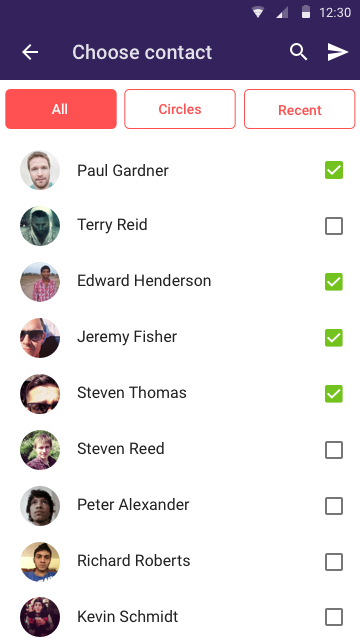 12:30
Choose contact
All
Circles
Recent
Paul Gardner
Terry Reid
Edward Henderson
Jeremy Fisher
Steven Thomas
Steven Reed
Peter Alexander
Richard Roberts
Kevin Schmidt